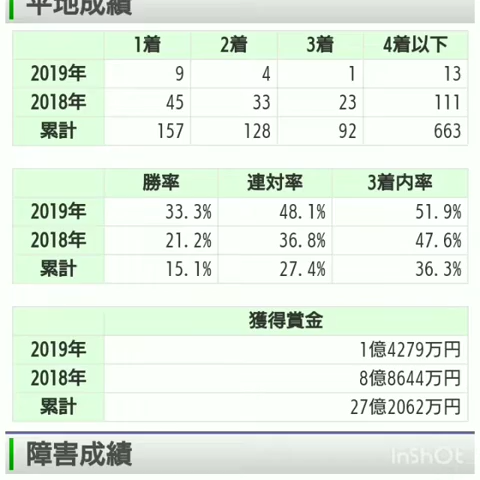 平地成績
1着 2着 3着 4着以下
2019年 9 4 1 13
2018年 45 33 23 111
累計 157 128 92 663
勝率 連対率 3着内率
2019年 33.3% 48.1% 51.9%
2018年 21.2% 36.8% 47.6%
累計 15.1% 27.4% 36.3%
獲得賞金
2019年 1億4279万円
2018年 8億8644万円
累計 27億2062万円
障害成績
InShOt